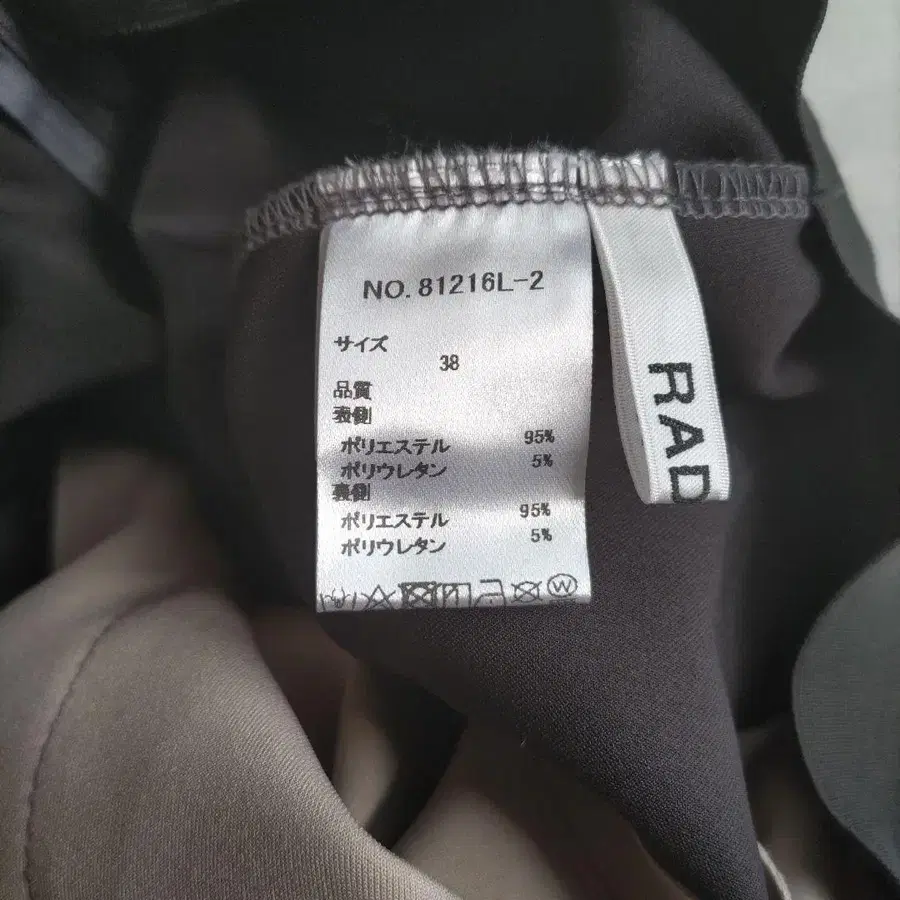 NO. 81216L-2
サイズ
38
品質
表側
ポリエステル 95%
ポリウレタン 5%
裏側
ポリエステル 95%
ポリウレタン 5%
W
RAD